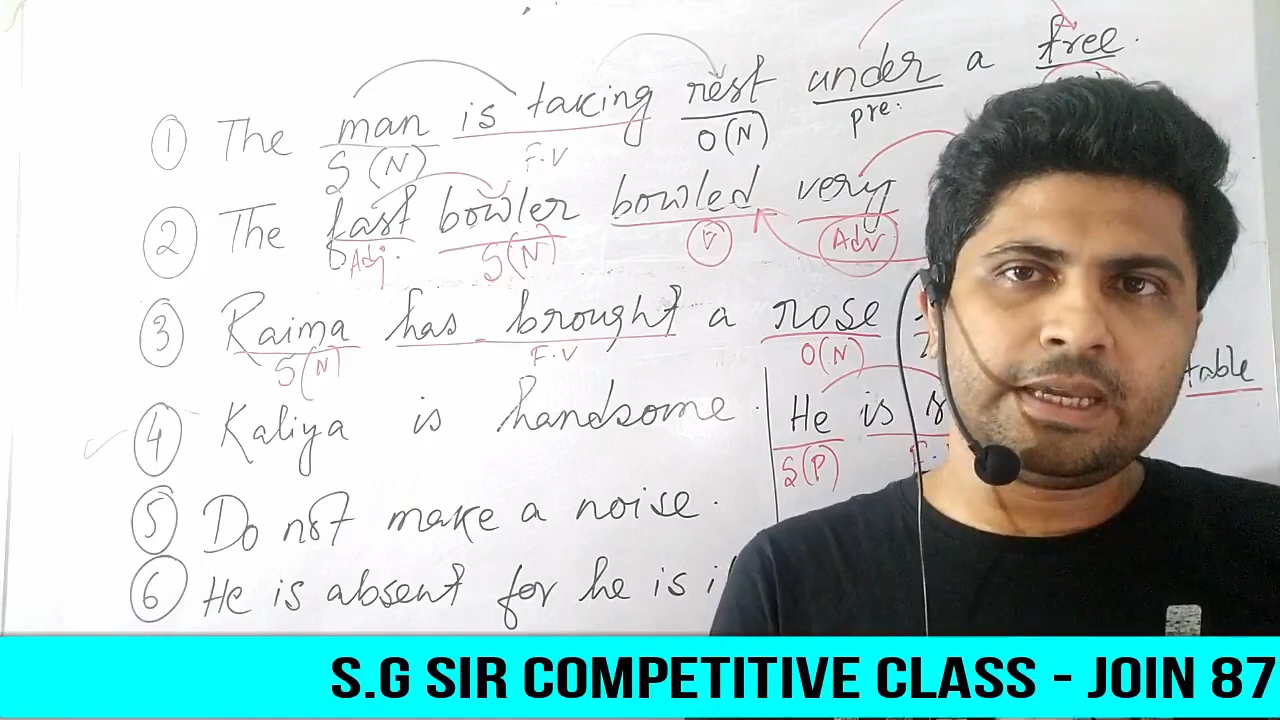 ① The man is taking rest under a tree.
S(N) F.V O(N) pre:
② The fast bowler bowled very
Adj. S(N) V Adv
③ Raima has brought a rose
S(N) F.V O(N)
table
④ Kaliya is handsome. He is
S(P)
⑤ Do not make a noise.
⑥ He is absent for he is
S.G SIR COMPETITIVE CLASS - JOIN 87